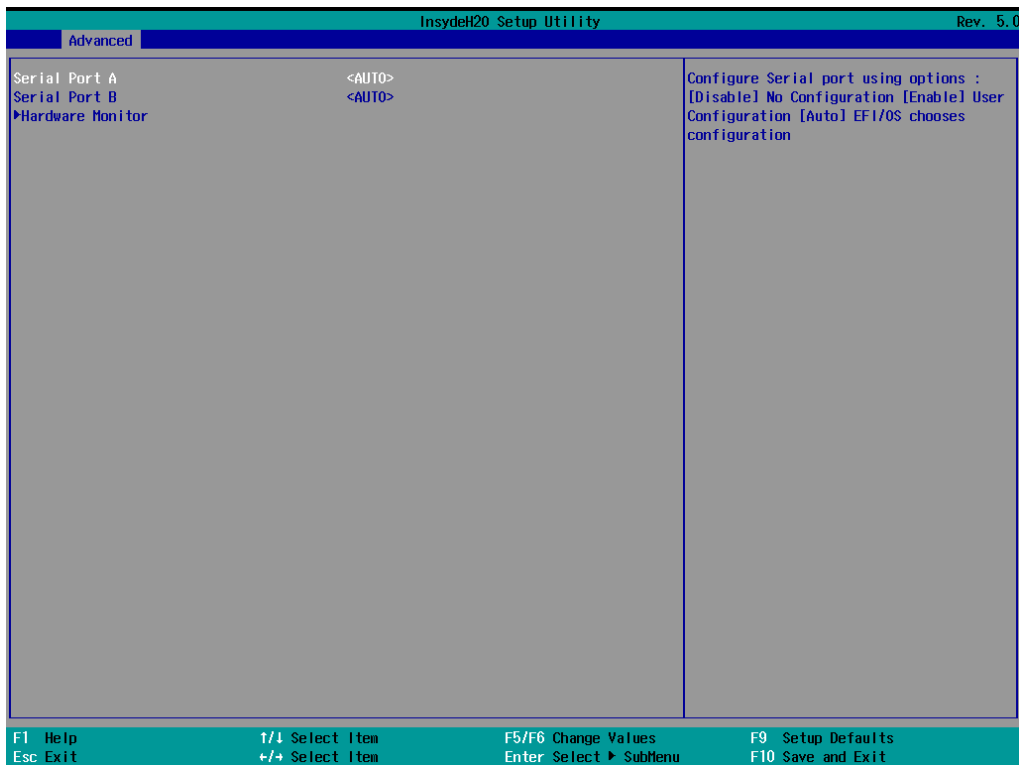 InsydeH2O Setup Utility Rev. 5.0
Advanced
Serial Port A <AUTO>
Serial Port B <AUTO>
▶Hardware Monitor
Configure Serial port using options :
[Disable] No Configuration [Enable] User
Configuration [Auto] EFI/OS chooses
configuration
F1 Help ↑/↓ Select Item F5/F6 Change Values F9 Setup Defaults
Esc Exit ←/→ Select Item Enter Select ▶ SubMenu F10 Save and Exit